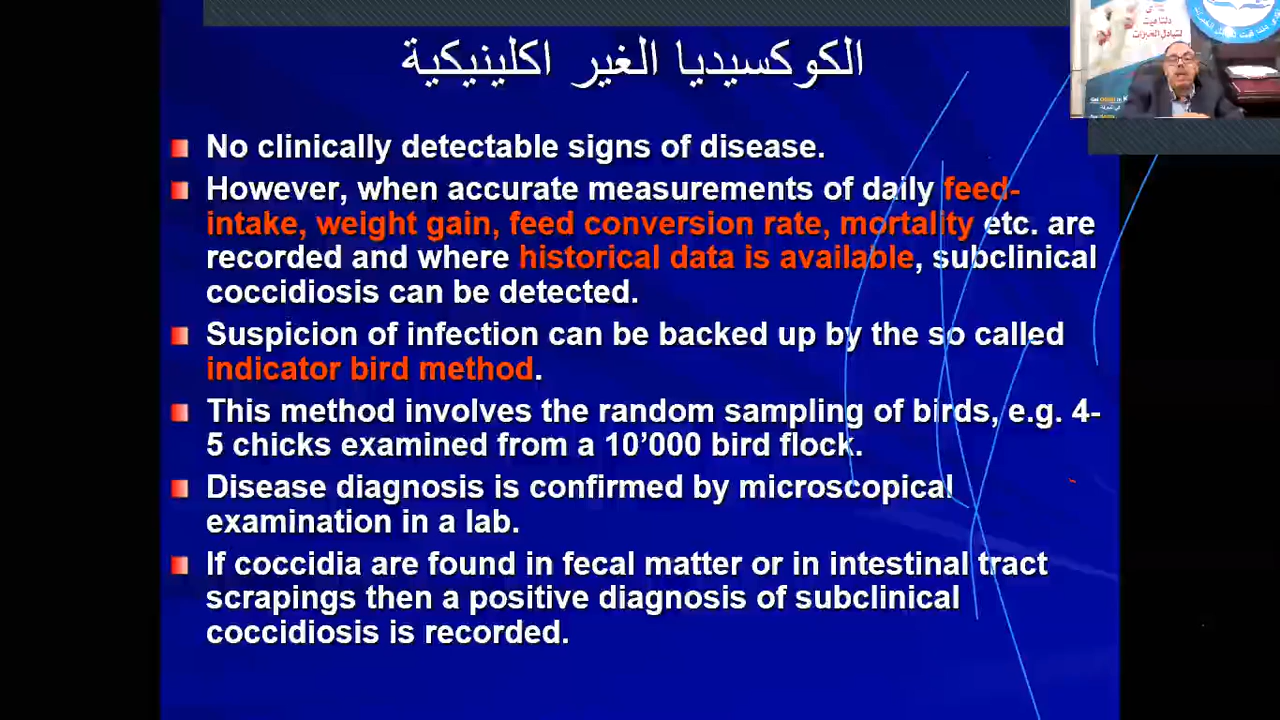 الكوكسيديا الغير اكلينيكية
No clinically detectable signs of disease.
However, when accurate measurements of daily feed-
intake, weight gain, feed conversion rate, mortality etc. are
recorded and where historical data is available, subclinical
coccidiosis can be detected.
Suspicion of infection can be backed up by the so called
indicator bird method.
This method involves the random sampling of birds, e.g. 4-
5 chicks examined from a 10’000 bird flock.
Disease diagnosis is confirmed by microscopical
examination in a lab.
If coccidia are found in fecal matter or in intestinal tract
scrapings then a positive diagnosis of subclinical
coccidiosis is recorded.
دلتا فيت
لتبادل الخبرات